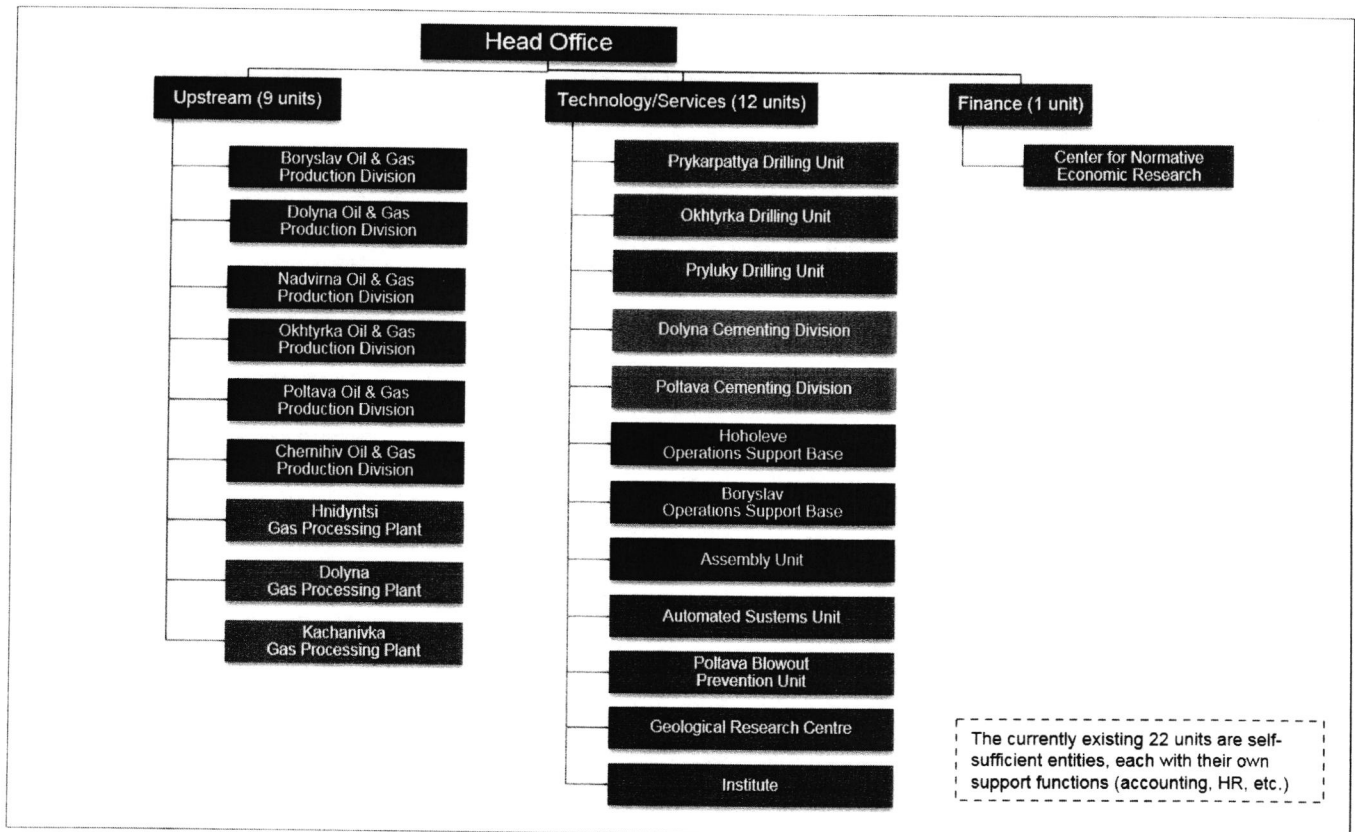 Head Office
Upstream (9 units)
Boryslav Oil & Gas
Production Division
Dolyna Oil & Gas
Production Division
Nadvirna Oil & Gas
Production Division
Okhtyrka Oil & Gas
Production Division
Poltava Oil & Gas
Production Division
Chernihiv Oil & Gas
Production Division
Hnidyntsi
Gas Processing Plant
Dolyna
Gas Processing Plant
Kachanivka
Gas Processing Plant
Technology/Services (12 units)
Prykarpattya Drilling Unit
Okhtyrka Drilling Unit
Pryluky Drilling Unit
Dolyna Cementing Division
Poltava Cementing Division
Hoholeve
Operations Support Base
Boryslav
Operations Support Base
Assembly Unit
Automated Sustems Unit
Poltava Blowout
Prevention Unit
Geological Research Centre
Institute
Finance (1 unit)
Center for Normative
Economic Research
The currently existing 22 units are self-
sufficient entities, each with their own
support functions (accounting, HR, etc.)